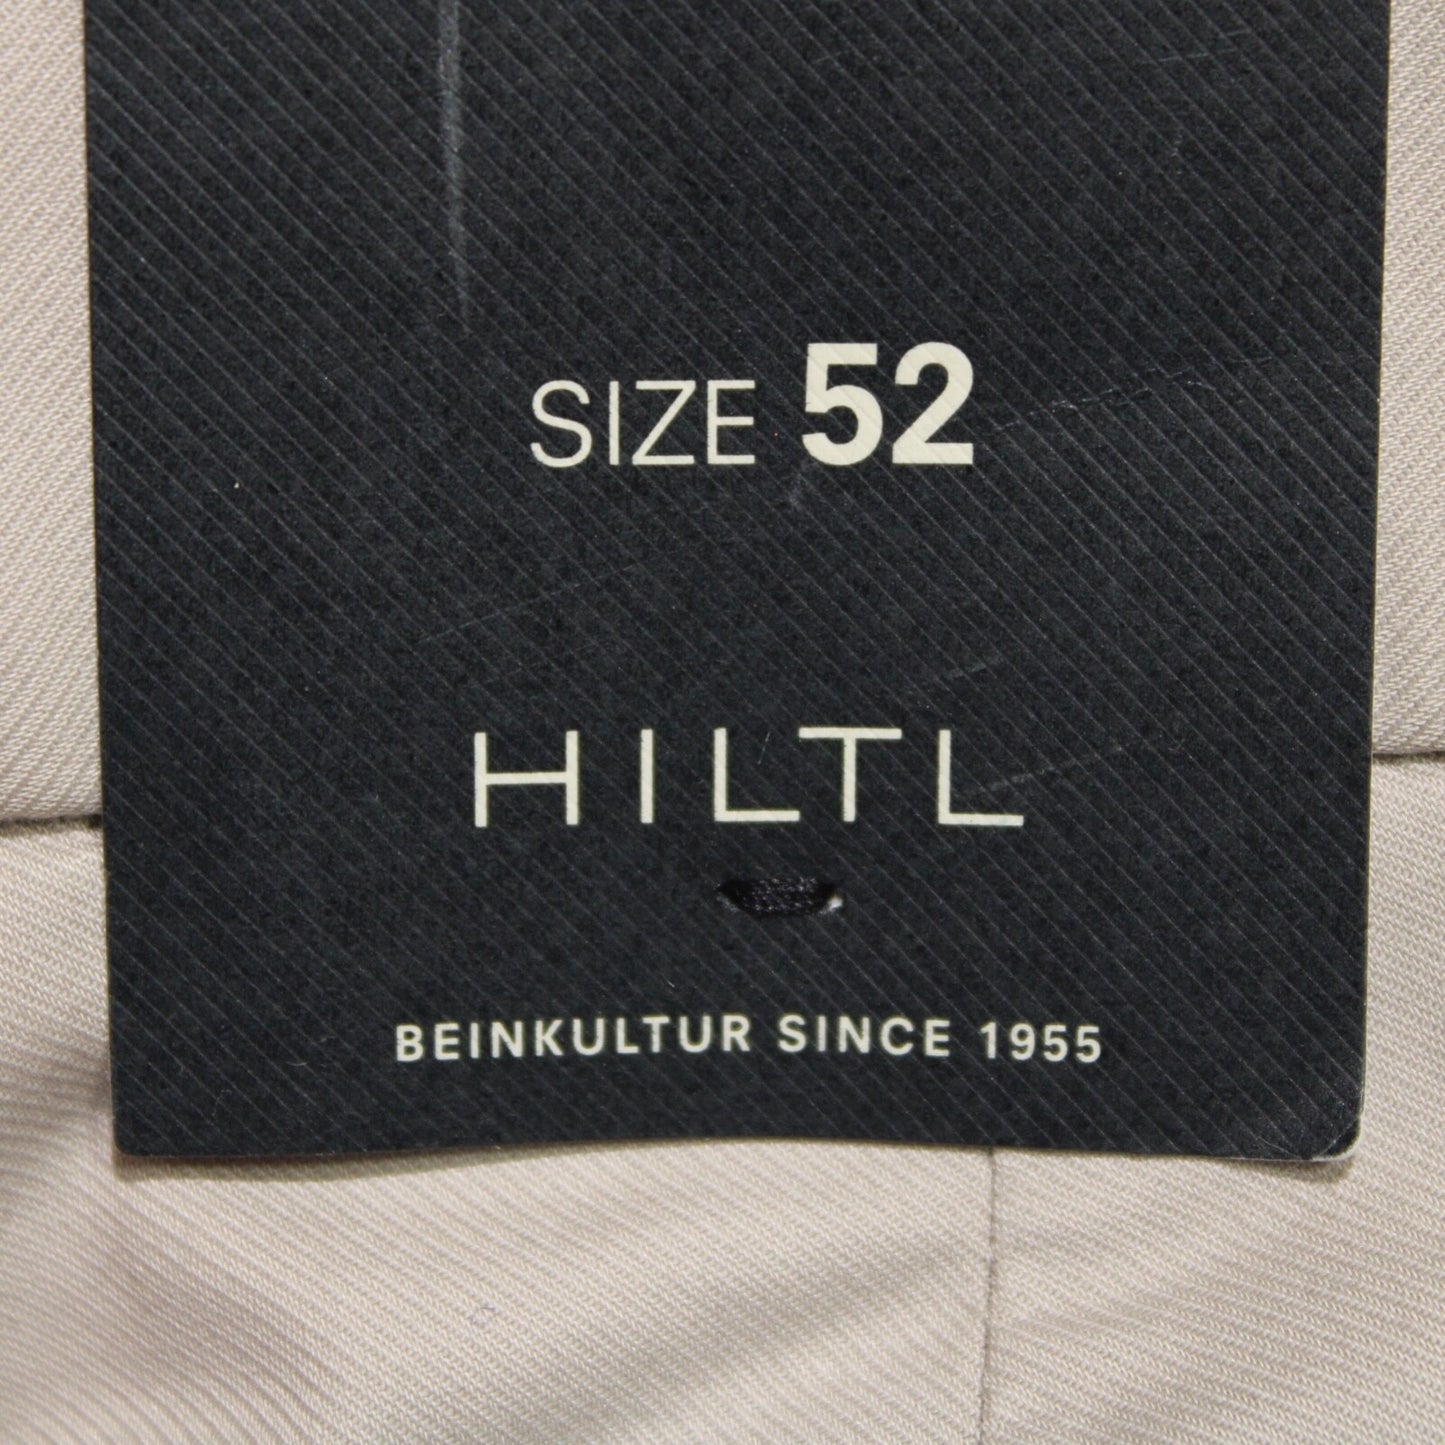 SIZE 52
HILTL
BEINKULTUR SINCE 1955